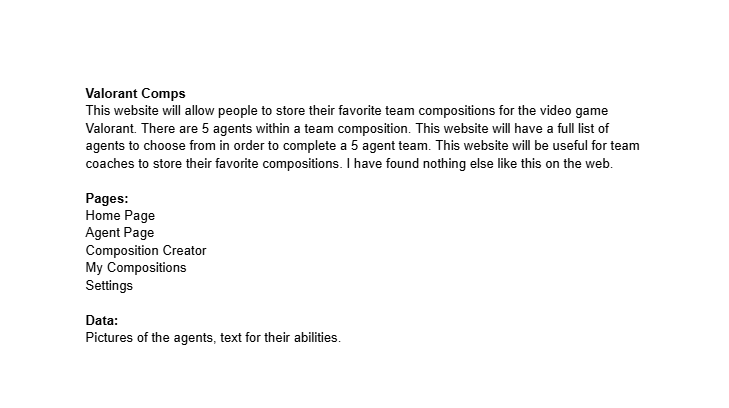 Valorant Comps
This website will allow people to store their favorite team compositions for the video game
Valorant. There are 5 agents within a team composition. This website will have a full list of
agents to choose from in order to complete a 5 agent team. This website will be useful for team
coaches to store their favorite compositions. I have found nothing else like this on the web.
Pages:
Home Page
Agent Page
Composition Creator
My Compositions
Settings
Data:
Pictures of the agents, text for their abilities.